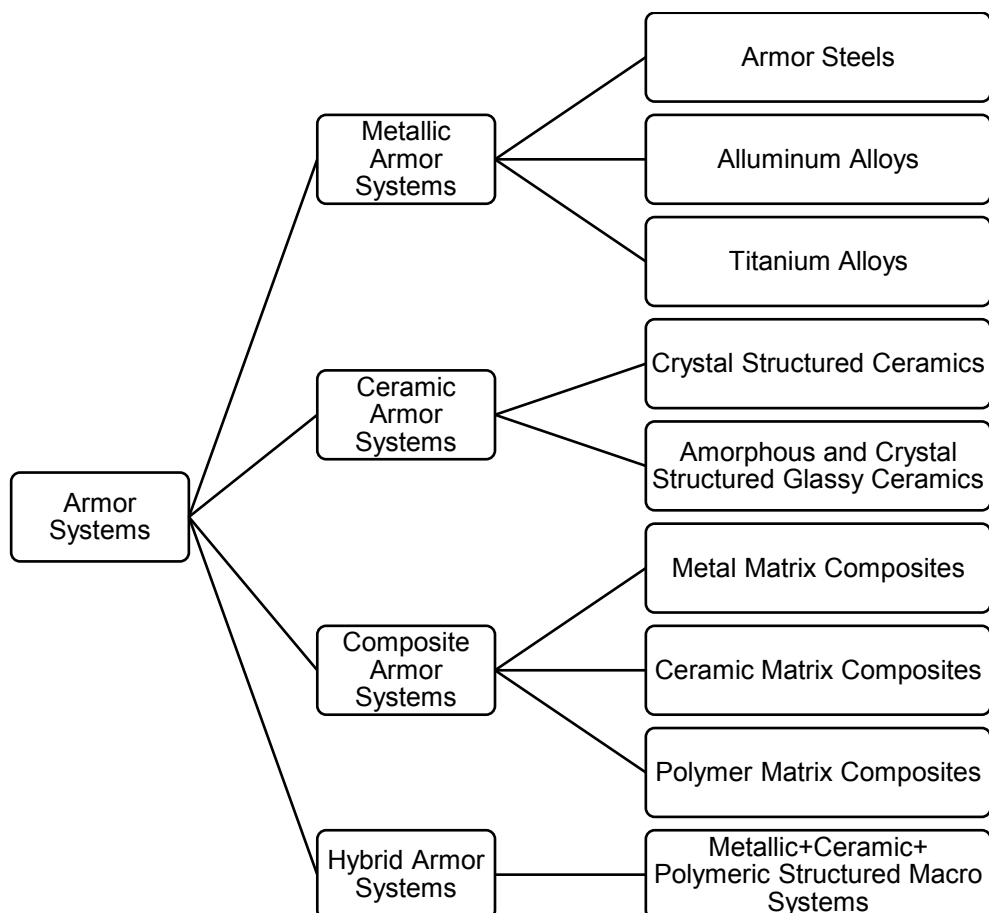 Armor
Systems
Metallic
Armor
Systems
Armor Steels
Alluminum Alloys
Titanium Alloys
Ceramic
Armor
Systems
Crystal Structured Ceramics
Amorphous and Crystal
Structured Glassy Ceramics
Composite
Armor
Systems
Metal Matrix Composites
Ceramic Matrix Composites
Polymer Matrix Composites
Hybrid Armor
Systems
Metallic+Ceramic+
Polymeric Structured Macro
Systems